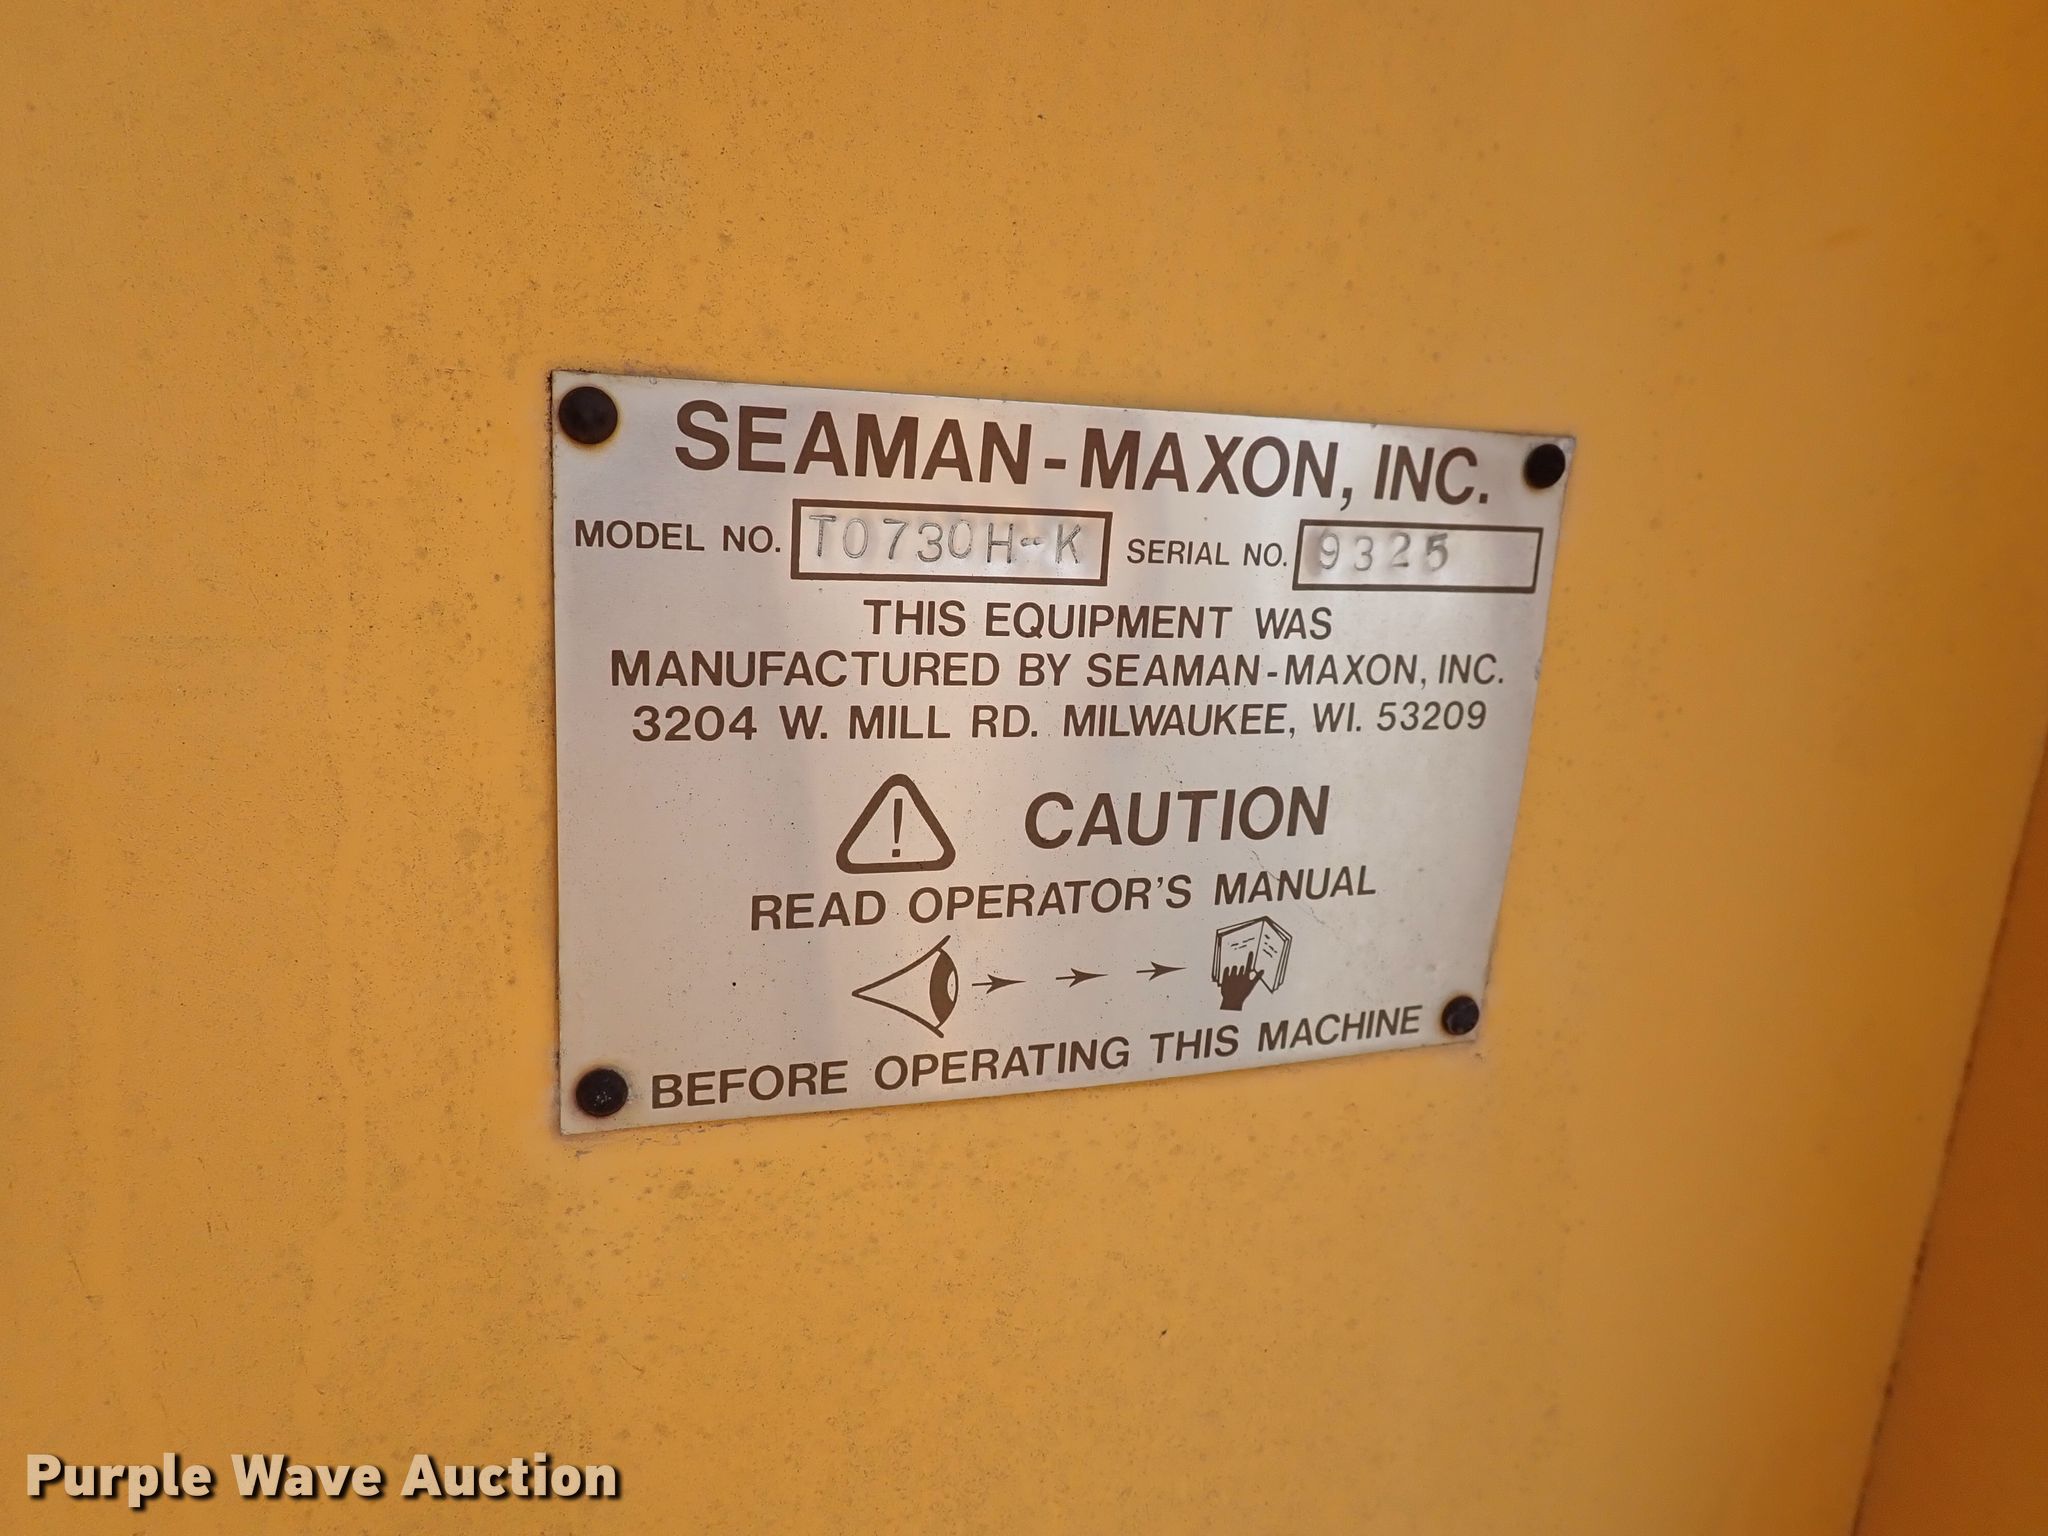 SEAMAN-MAXON, INC.
MODEL NO. T0730H-K SERIAL NO. 9325
THIS EQUIPMENT WAS
MANUFACTURED BY SEAMAN-MAXON, INC.
3204 W. MILL RD. MILWAUKEE, WI. 53209
! CAUTION
READ OPERATOR'S MANUAL
BEFORE OPERATING THIS MACHINE
Purple Wave Auction